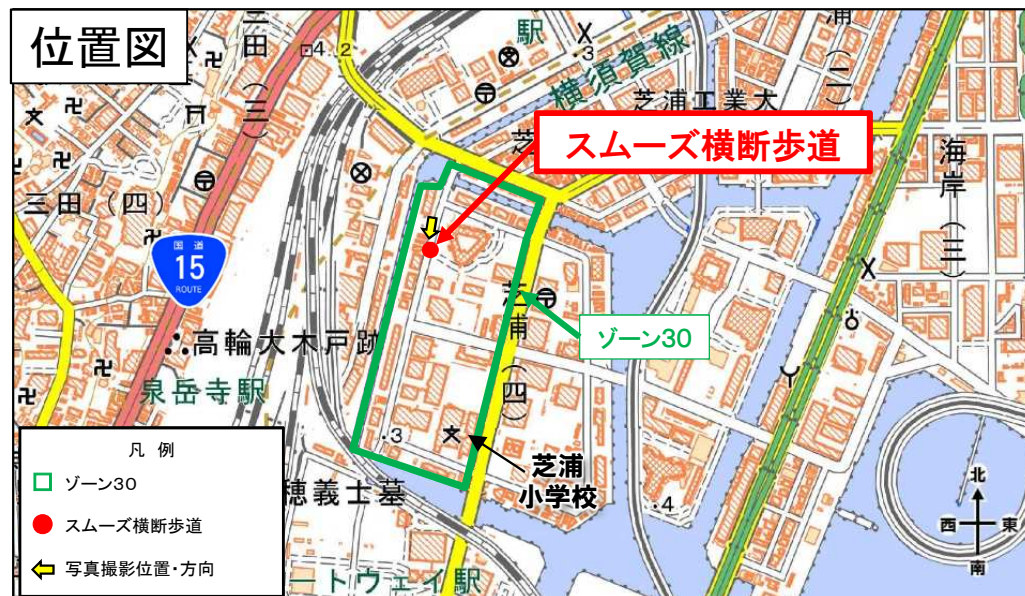 位置図
三田(三)
4.2
駅
3
横須賀線
芝浦工業大
浦(二)
芝
スムーズ横断歩道
海岸(三)
三田(四)
国道
15
ROUTE
芝浦(四)
ゾーン30
高輪大木戸跡
泉岳寺駅
3
芝浦
小学校
穂義士墓
4
ートウェイ駅
凡 例
ゾーン30
スムーズ横断歩道
写真撮影位置・方向
北
西
東
南